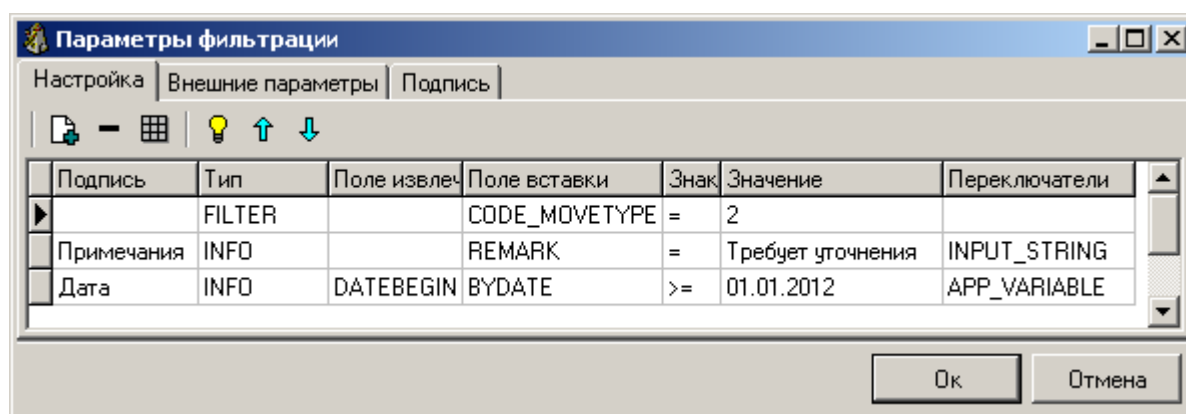 Параметры фильтрации
Настройка Внешние параметры Подпись
Подпись Тип Поле извлеч Поле вставки Знак Значение Переключатели
FILTER CODE_MOVETYPE = 2
Примечания INFO REMARK = Требует уточнения INPUT_STRING
Дата INFO DATEBEGIN BYDATE >= 01.01.2012 APP_VARIABLE
Ок Отмена